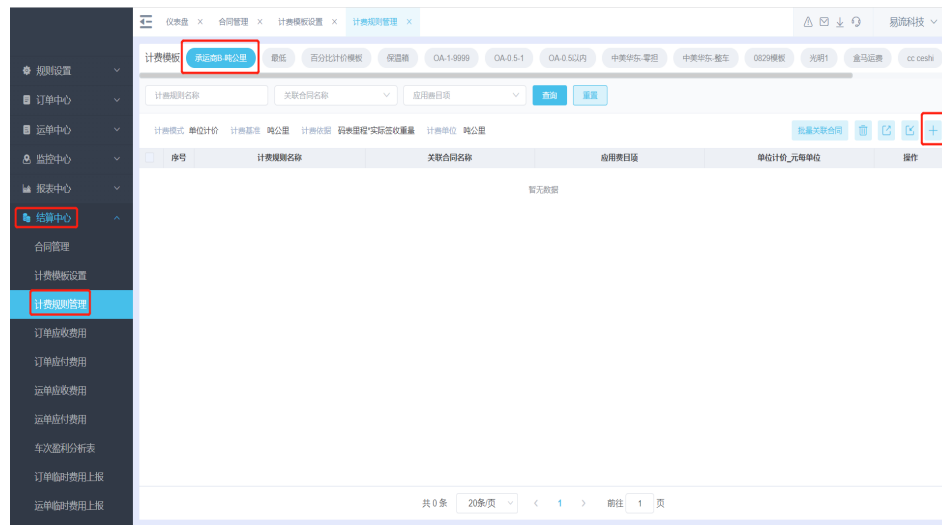 仪表盘 × 合同管理 × 计费模板设置 × 计费规则管理 × 易流科技
计费模板 承运商B-吨公里 最低 百分比计价模板 保温箱 OA-1-9999 OA-0.5-1 OA-0.5以内 中美华东-零担 中美华东-整车 0829模板 光明1 盒马运费 cc ceshi
规则设置
订单中心
运单中心
监控中心
报表中心
结算中心
合同管理
计费模板设置
计费规则管理
订单应收费用
订单应付费用
运单应收费用
运单应付费用
车次盈利分析表
订单临时费用上报
运单临时费用上报
计费规则名称 关联合同名称 应用费目项 查询 重置
计费模式 单位计价 计费基准 吨公里 计费依据 码表里程*实际签收重量 计费单位 吨公里 批量关联合同
序号 计费规则名称 关联合同名称 应用费目项 单位计价_元每单位 操作
暂无数据
共 0 条 20条/页 < 1 > 前往 1 页